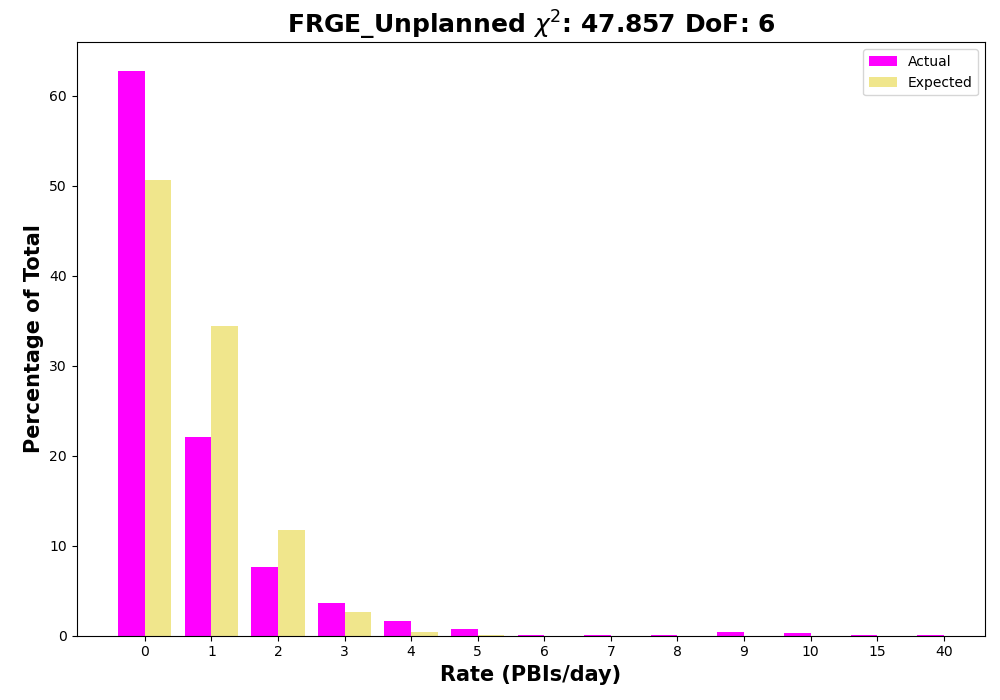 FRGE_Unplanned χ²: 47.857 DoF: 6
Actual
Expected
Percentage of Total
60
50
40
30
20
10
0
0 1 2 3 4 5 6 7 8 9 10 15 40
Rate (PBIs/day)